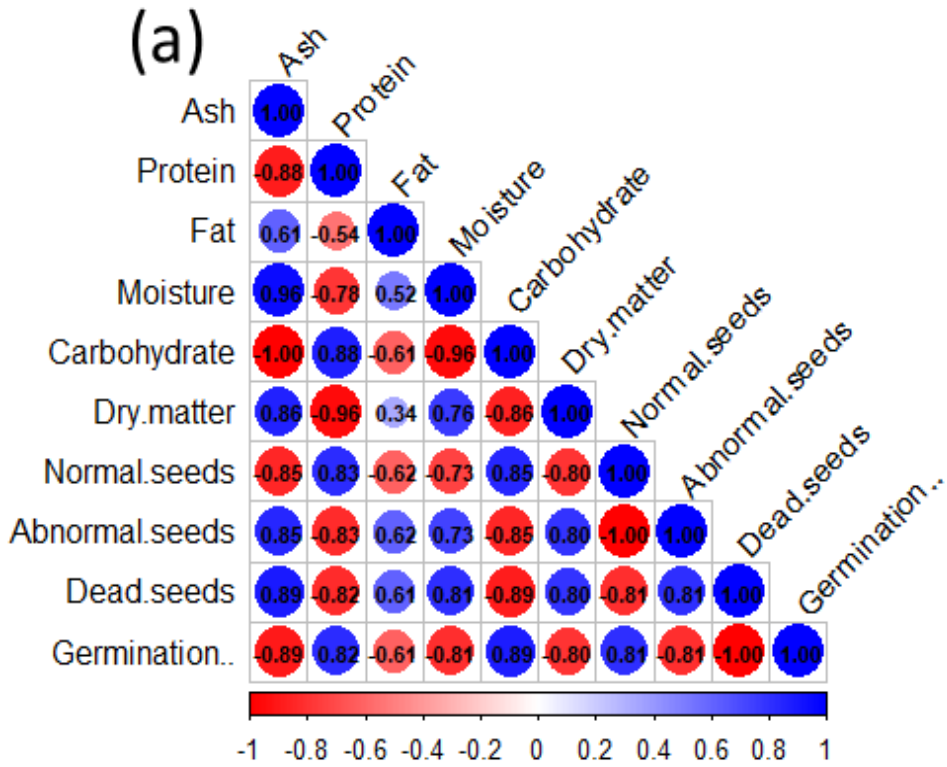 (a)
Ash
Protein
Fat
Moisture
Carbohydrate
Dry.matter
Normal.seeds
Abnormal.seeds
Dead.seeds
Germination..
Ash 1.00
Protein -0.88 1.00
Fat 0.61 -0.54 1.00
Moisture 0.96 -0.78 0.52 1.00
Carbohydrate -1.00 0.88 -0.61 -0.96 1.00
Dry.matter 0.86 -0.96 0.34 0.76 -0.86 1.00
Normal.seeds -0.85 0.83 -0.62 -0.73 0.85 -0.80 1.00
Abnormal.seeds 0.85 -0.83 0.62 0.73 -0.85 0.80 -1.00 1.00
Dead.seeds 0.89 -0.82 0.61 0.81 -0.89 0.80 -0.81 0.81 1.00
Germination.. -0.89 0.82 -0.61 -0.81 0.89 -0.80 0.81 -0.81 -1.00 1.00
-1 -0.8 -0.6 -0.4 -0.2 0 0.2 0.4 0.6 0.8 1